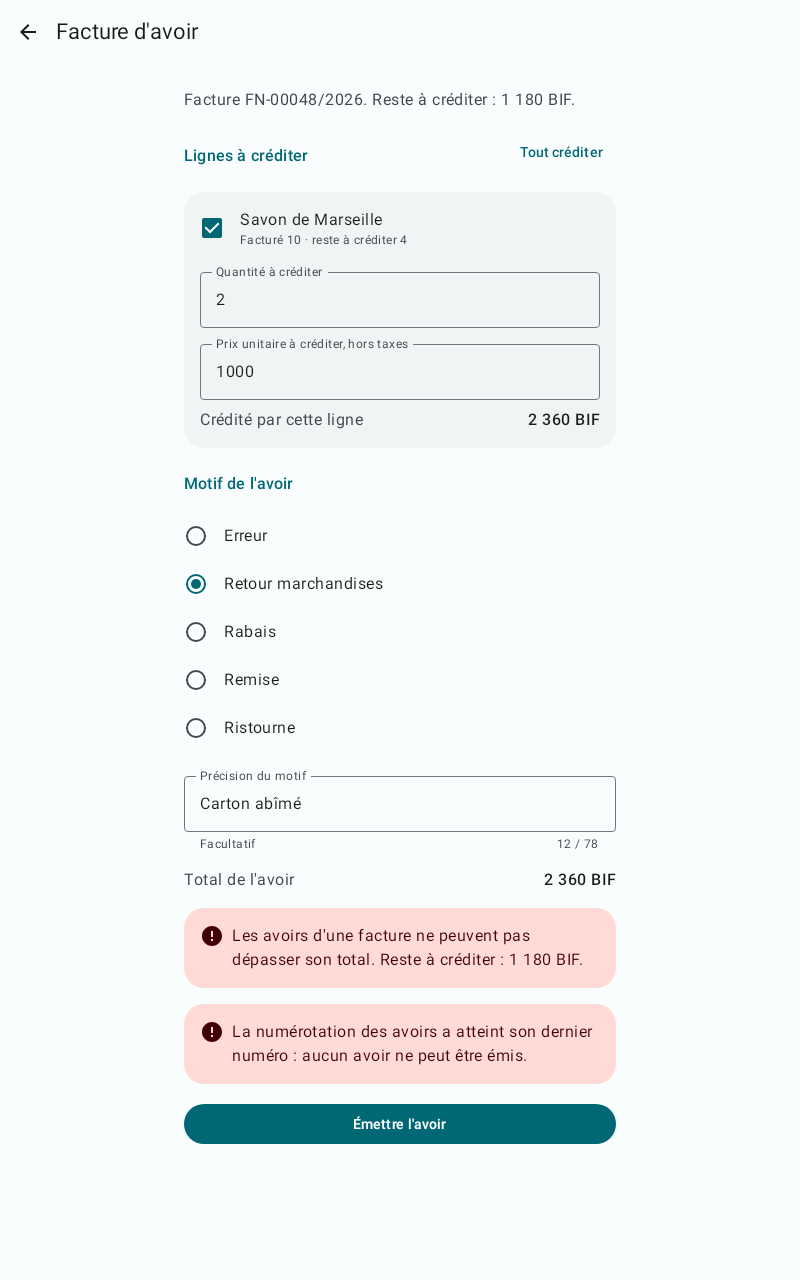 Facture d'avoir
Facture FN-00048/2026. Reste à créditer : 1 180 BIF.
Lignes à créditer
Tout créditer
Savon de Marseille
Facturé 10 · reste à créditer 4
Quantité à créditer
2
Prix unitaire à créditer, hors taxes
1000
Crédité par cette ligne
2 360 BIF
Motif de l'avoir
Erreur
Retour marchandises
Rabais
Remise
Ristourne
Précision du motif
Carton abîmé
Facultatif
12 / 78
Total de l'avoir
2 360 BIF
Les avoirs d'une facture ne peuvent pas
dépasser son total. Reste à créditer : 1 180 BIF.
La numérotation des avoirs a atteint son dernier
numéro : aucun avoir ne peut être émis.
Émettre l'avoir